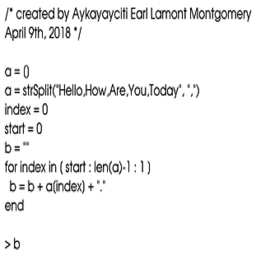 /* created by Aykayayciti Earl Lamont Montgomery
April 9th, 2018 */
a = {}
a = strSplit("Hello,How,Are,You,Today", ",")
index = 0
start = 0
b = ""
for index in ( start : len(a)-1 : 1 )
b = b + a(index) + "."
end
> b